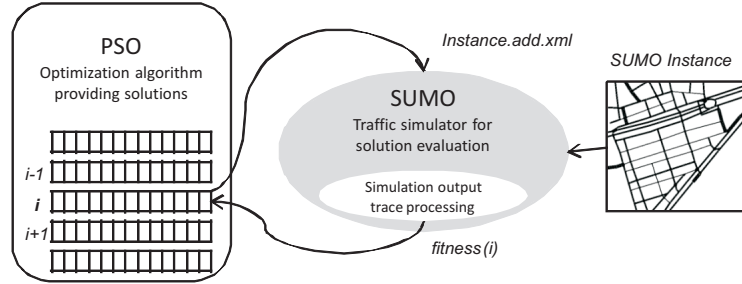 PSO
Optimization algorithm
providing solutions
i-1
i
i+1
Instance.add.xml
SUMO
Traffic simulator for
solution evaluation
Simulation output
trace processing
fitness(i)
SUMO Instance